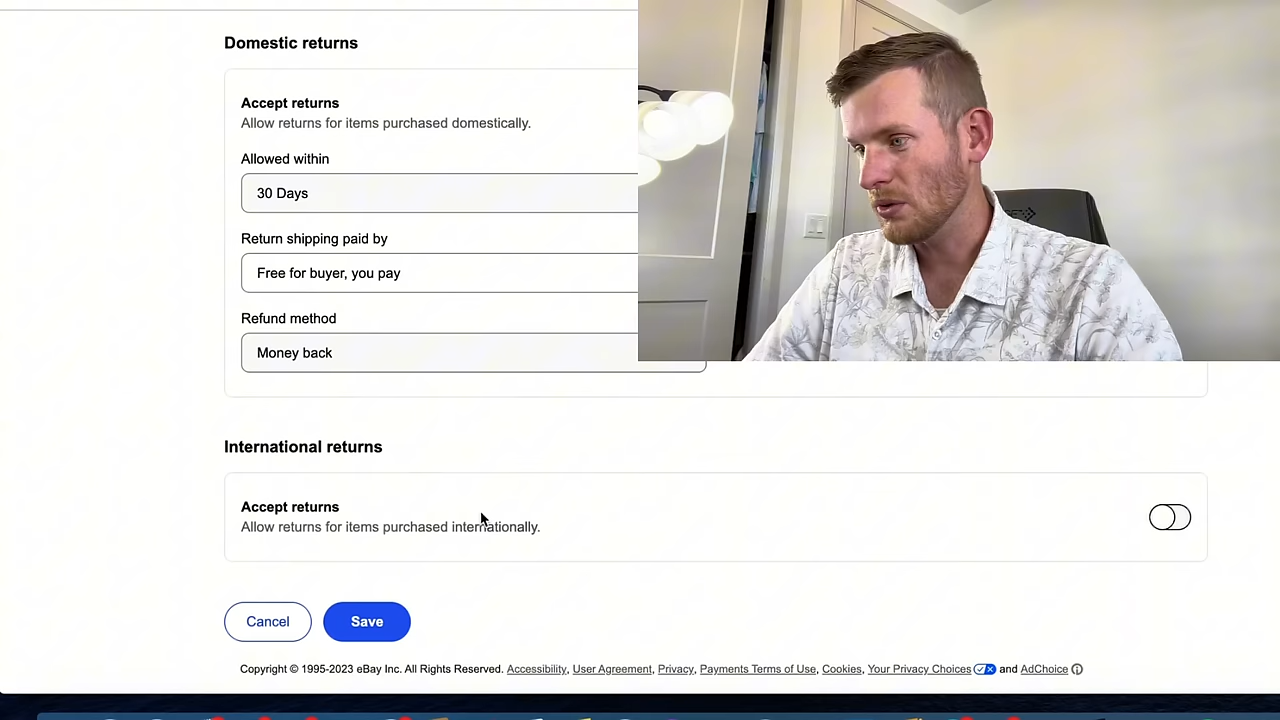 Domestic returns
Accept returns
Allow returns for items purchased domestically.
Allowed within
30 Days
Return shipping paid by
Free for buyer, you pay
Refund method
Money back
International returns
Accept returns
Allow returns for items purchased internationally.
Cancel
Save
Copyright © 1995-2023 eBay Inc. All Rights Reserved. Accessibility, User Agreement, Privacy, Payments Terms of Use, Cookies, Your Privacy Choices and AdChoice